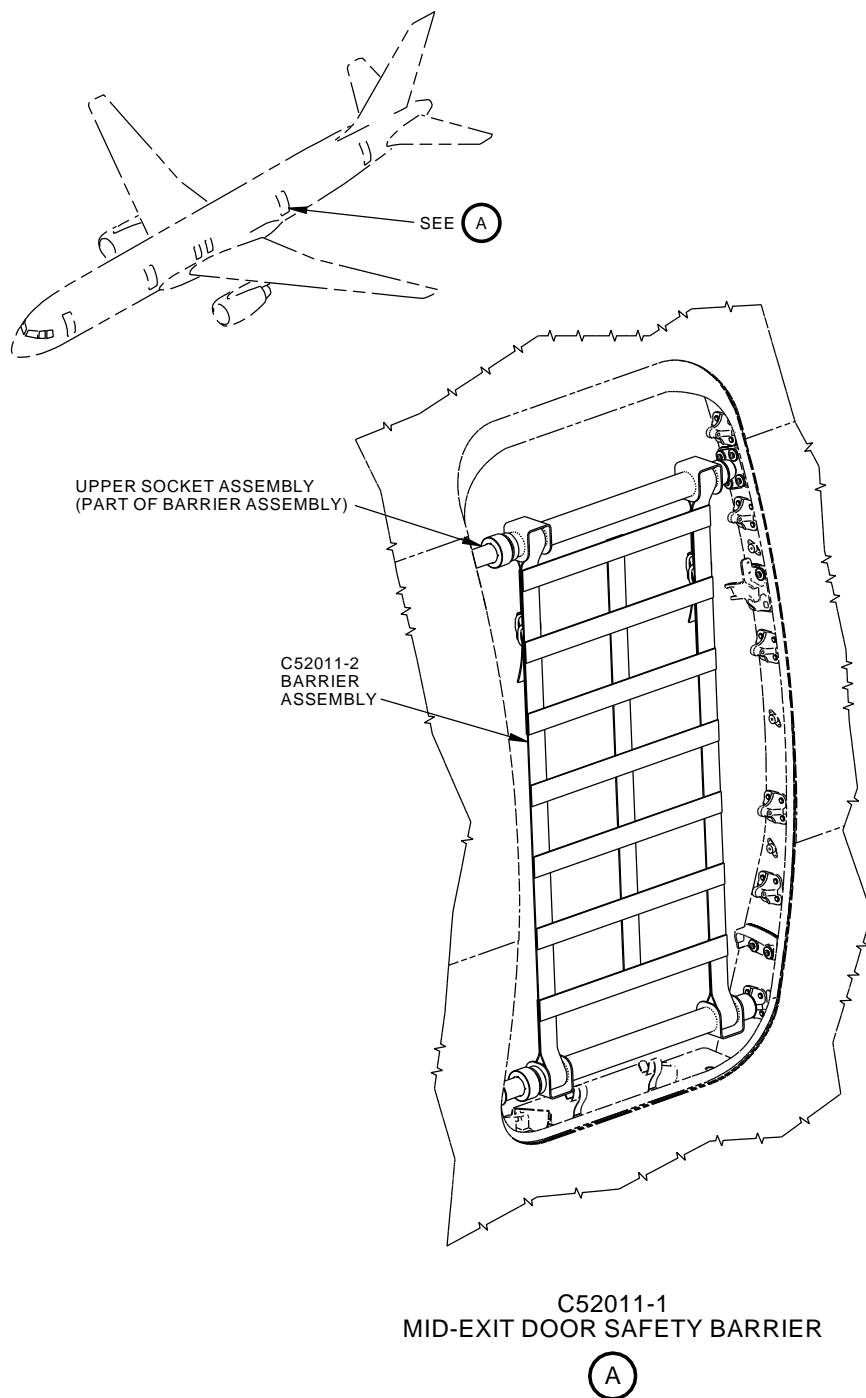 SEE A
UPPER SOCKET ASSEMBLY
(PART OF BARRIER ASSEMBLY)
C52011-2
BARRIER
ASSEMBLY
C52011-1
MID-EXIT DOOR SAFETY BARRIER
A